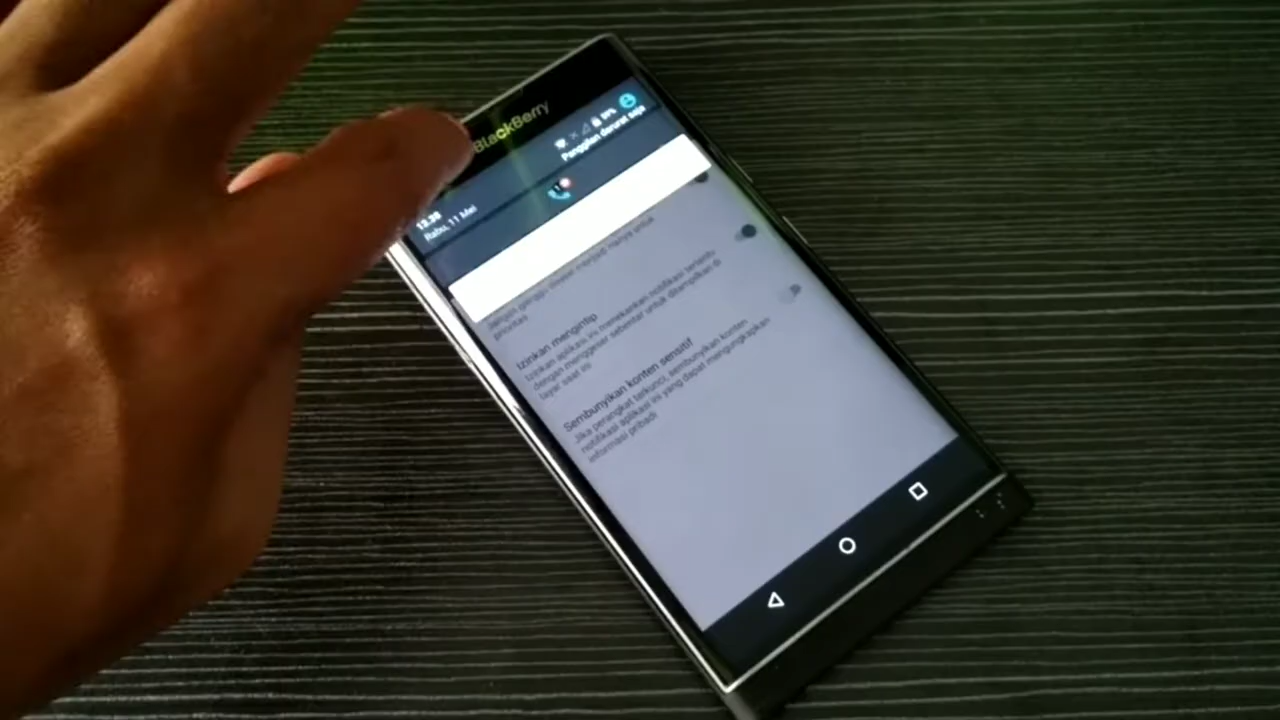 BlackBerry
Panggilan darurat saja
13.39
Rabu, 11 Mei
prioritas
Izinkan mengintip
Izinkan aplikasi ini menekankan notifikasi tertentu
dengan menggeser sebentar untuk ditampilkan di
layar saat ini
Sembunyikan konten sensitif
Jika perangkat terkunci, sembunyikan konten
notifikasi aplikasi ini yang dapat mengungkapkan
informasi pribadi